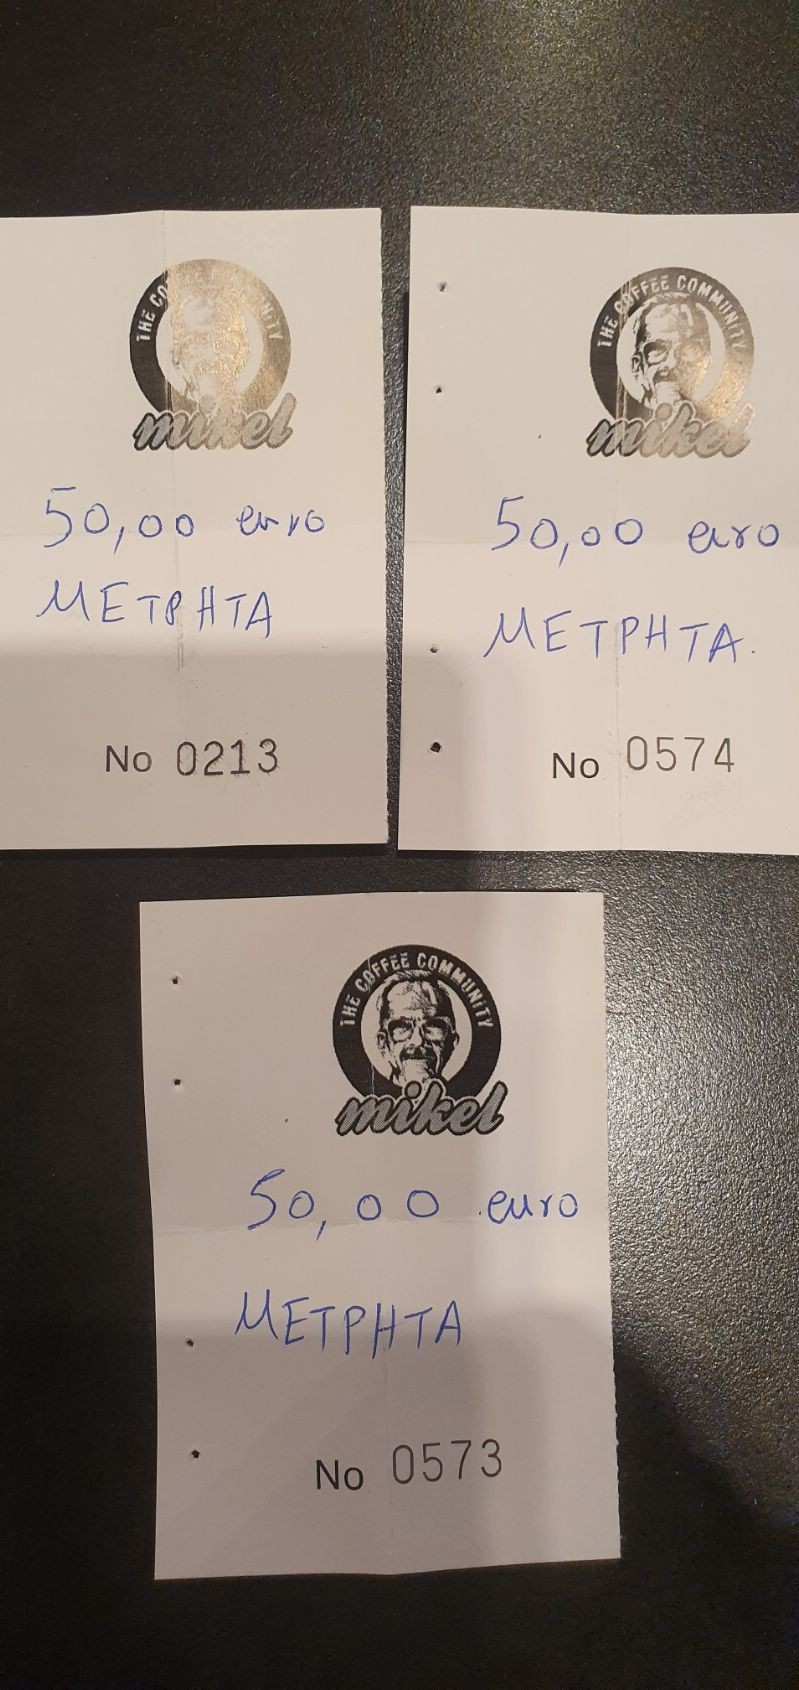 THE COFFEE COMMUNITY
mikel
50,00 euro
ΜΕΤΡΗΤΑ
No 0213
THE COFFEE COMMUNITY
mikel
50,00 euro
ΜΕΤΡΗΤΑ.
No 0574
THE COFFEE COMMUNITY
mikel
50,00 euro
ΜΕΤΡΗΤΑ
No 0573